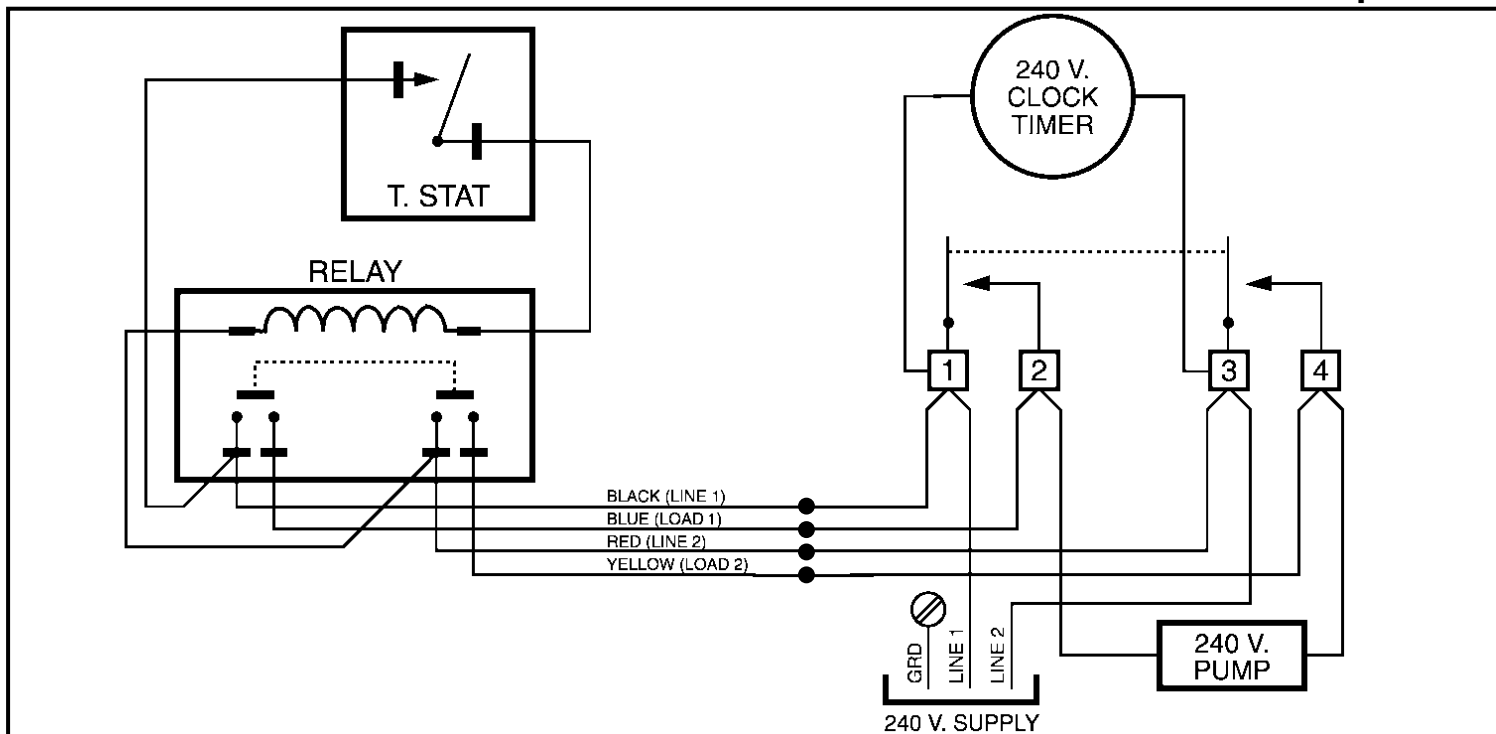 240 V.
CLOCK
TIMER
T. STAT
RELAY
1
2
3
4
BLACK (LINE 1)
BLUE (LOAD 1)
RED (LINE 2)
YELLOW (LOAD 2)
GRD
LINE 1
LINE 2
240 V.
PUMP
240 V. SUPPLY